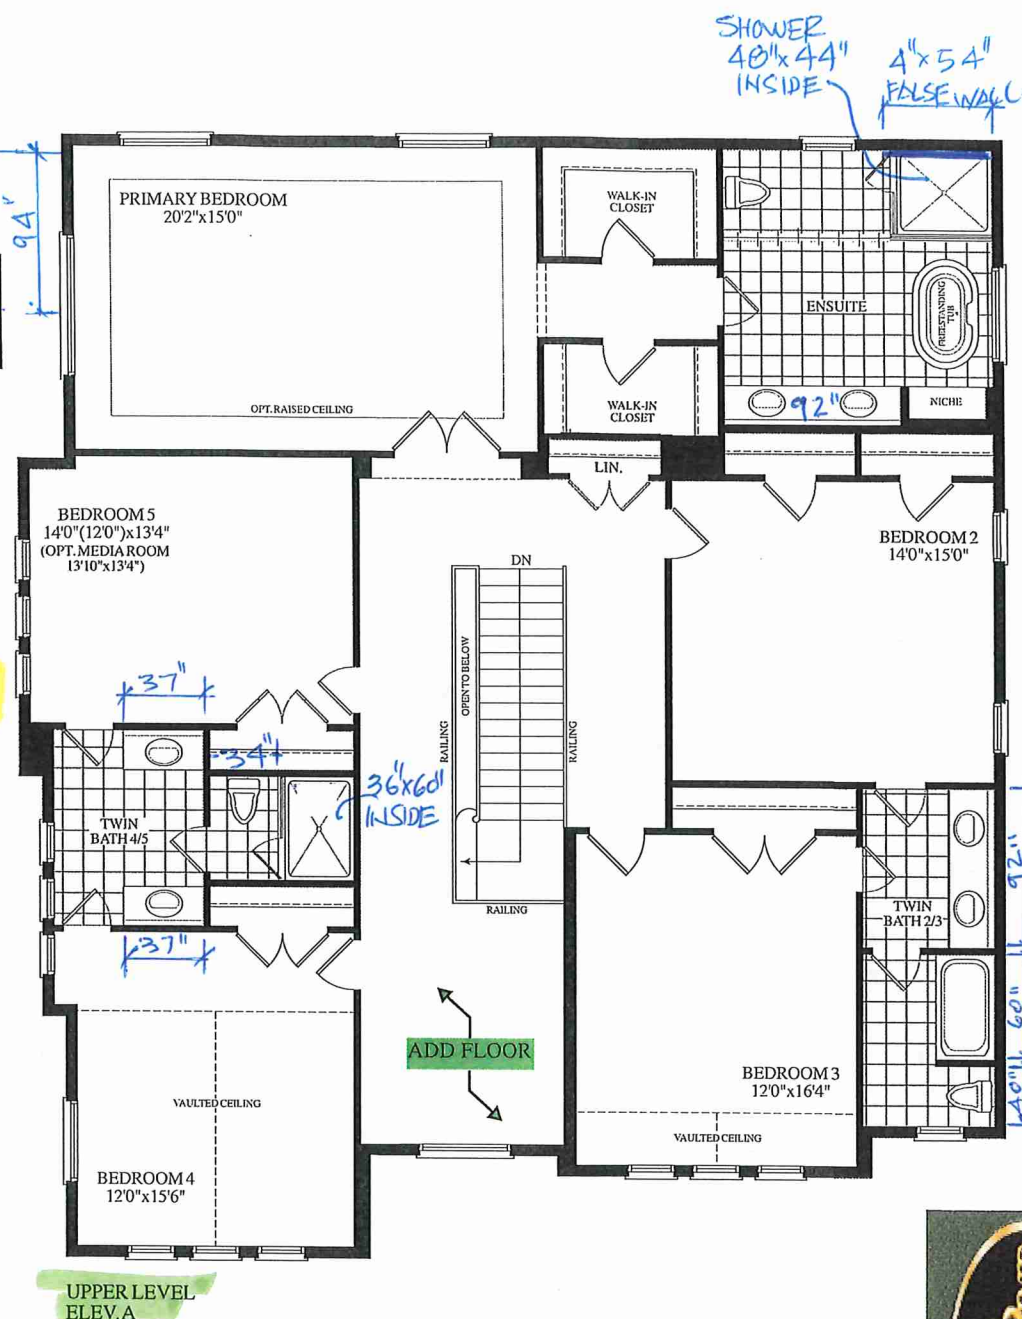 SHOWER
48"x44"
INSIDE
4"x54"
FALSE WALL
94"
PRIMARY BEDROOM
20'2"x15'0"
OPT. RAISED CEILING
WALK-IN
CLOSET
WALK-IN
CLOSET
ENSUITE
FREESTANDING
TUB
92"
NICHE
LIN.
BEDROOM 5
14'0"(12'0")x13'4"
(OPT. MEDIA ROOM
13'10"x13'4")
BEDROOM 2
14'0"x15'0"
DN
OPEN TO BELOW
RAILING
RAILING
RAILING
37"
34"
36"x60"
INSIDE
TWIN
BATH 4/5
37"
TWIN
BATH 2/3
92"
60"
40"
ADD FLOOR
BEDROOM 3
12'0"x16'4"
VAULTED CEILING
VAULTED CEILING
BEDROOM 4
12'0"x15'6"
UPPER LEVEL
ELEV. A